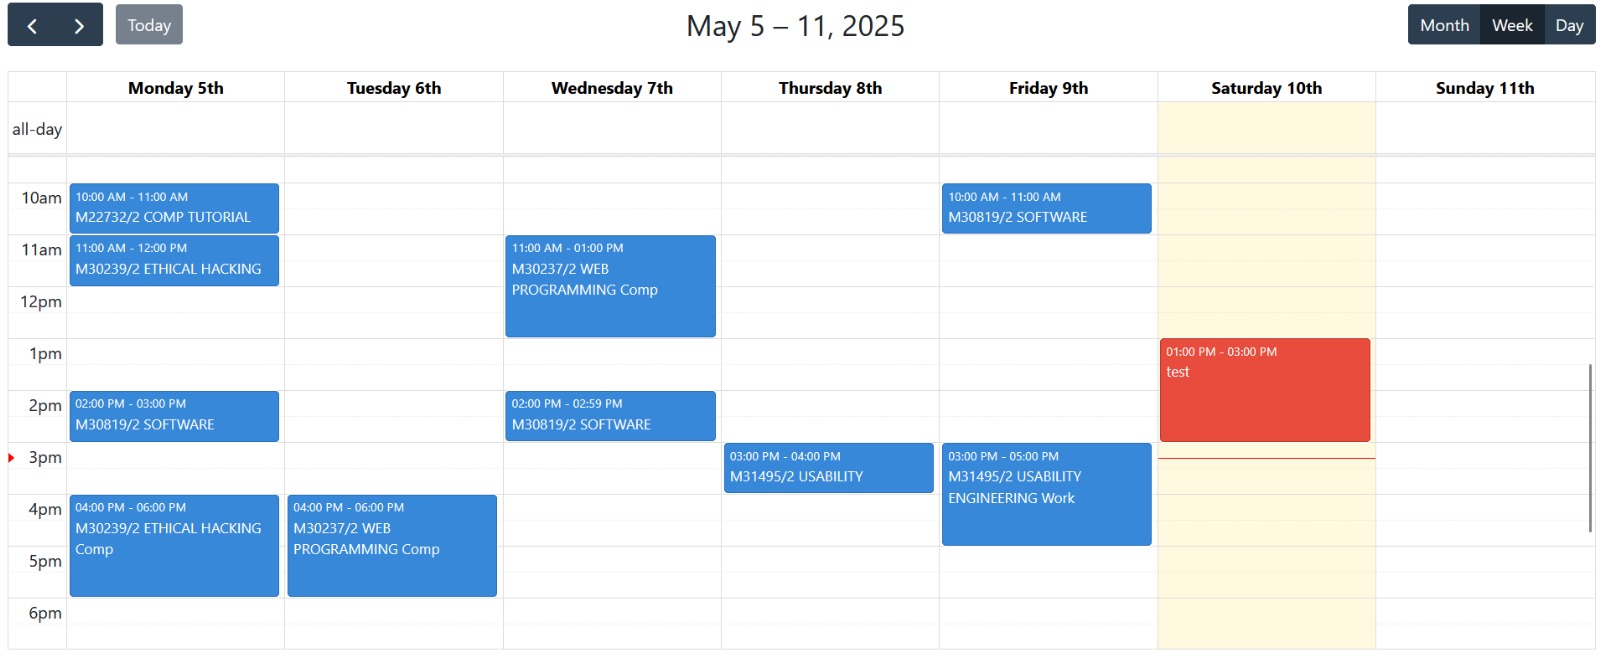 Today
May 5 – 11, 2025
Month Week Day
Monday 5th Tuesday 6th Wednesday 7th Thursday 8th Friday 9th Saturday 10th Sunday 11th
all-day
10am
11am
12pm
1pm
2pm
3pm
4pm
5pm
6pm
10:00 AM - 11:00 AM
M22732/2 COMP TUTORIAL
11:00 AM - 12:00 PM
M30239/2 ETHICAL HACKING
02:00 PM - 03:00 PM
M30819/2 SOFTWARE
04:00 PM - 06:00 PM
M30239/2 ETHICAL HACKING
Comp
04:00 PM - 06:00 PM
M30237/2 WEB
PROGRAMMING Comp
11:00 AM - 01:00 PM
M30237/2 WEB
PROGRAMMING Comp
02:00 PM - 02:59 PM
M30819/2 SOFTWARE
03:00 PM - 04:00 PM
M31495/2 USABILITY
10:00 AM - 11:00 AM
M30819/2 SOFTWARE
03:00 PM - 05:00 PM
M31495/2 USABILITY
ENGINEERING Work
01:00 PM - 03:00 PM
test